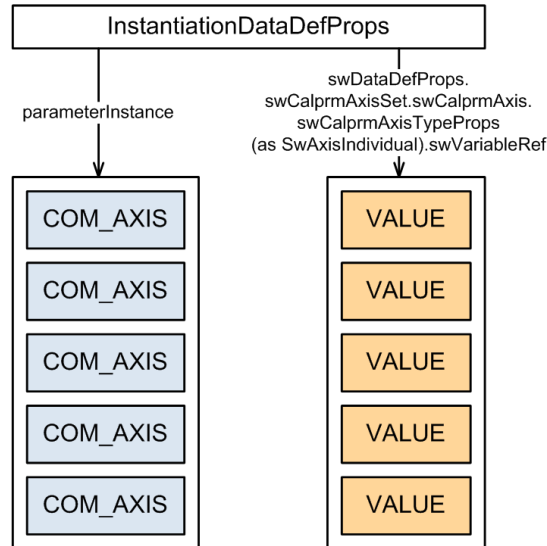 InstantiationDataDefProps
parameterInstance
swDataDefProps.
swCalprmAxisSet.swCalprmAxis.
swCalprmAxisTypeProps
(as SwAxisIndividual).swVariableRef
COM_AXIS
COM_AXIS
COM_AXIS
COM_AXIS
COM_AXIS
VALUE
VALUE
VALUE
VALUE
VALUE